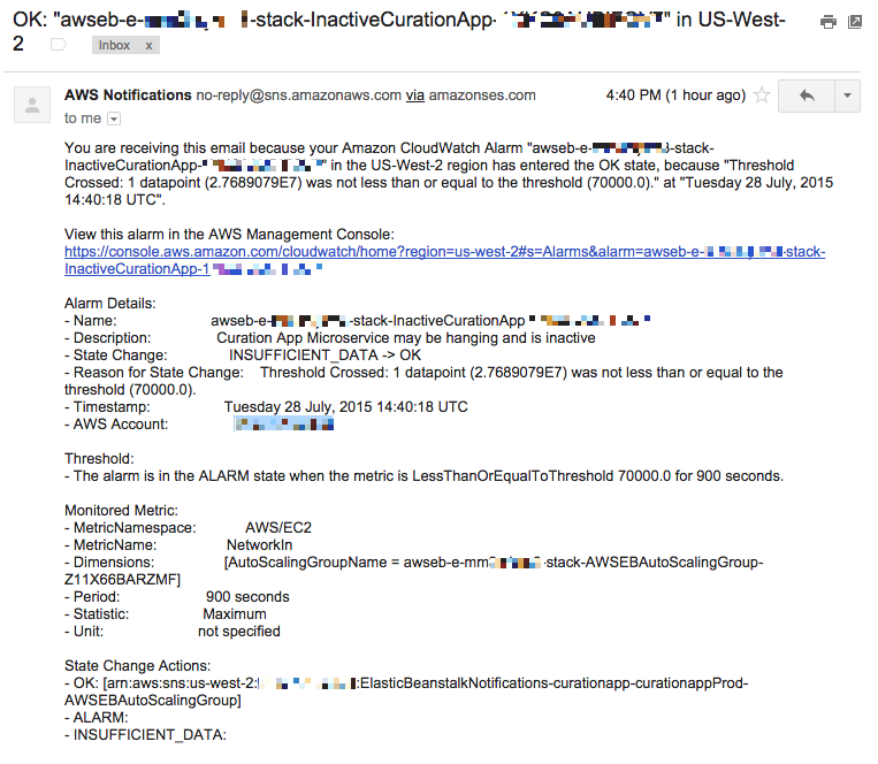 OK: "awseb-e- -stack-InactiveCurationApp- " in US-West-
2 Inbox x
AWS Notifications no-reply@sns.amazonaws.com via amazonses.com 4:40 PM (1 hour ago)
to me
You are receiving this email because your Amazon CloudWatch Alarm "awseb-e- -stack-
InactiveCurationApp- " in the US-West-2 region has entered the OK state, because "Threshold
Crossed: 1 datapoint (2.7689079E7) was not less than or equal to the threshold (70000.0)." at "Tuesday 28 July, 2015
14:40:18 UTC".
View this alarm in the AWS Management Console:
https://console.aws.amazon.com/cloudwatch/home?region=us-west-2#s=Alarms&alarm=awseb-e- -stack-
InactiveCurationApp-1
Alarm Details:
- Name: awseb-e- -stack-InactiveCurationApp
- Description: Curation App Microservice may be hanging and is inactive
- State Change: INSUFFICIENT_DATA -> OK
- Reason for State Change: Threshold Crossed: 1 datapoint (2.7689079E7) was not less than or equal to the
threshold (70000.0).
- Timestamp: Tuesday 28 July, 2015 14:40:18 UTC
- AWS Account:
Threshold:
- The alarm is in the ALARM state when the metric is LessThanOrEqualToThreshold 70000.0 for 900 seconds.
Monitored Metric:
- MetricNamespace: AWS/EC2
- MetricName: NetworkIn
- Dimensions: [AutoScalingGroupName = awseb-e-mm -stack-AWSEBAutoScalingGroup-
Z11X66BARZMF]
- Period: 900 seconds
- Statistic: Maximum
- Unit: not specified
State Change Actions:
- OK: [arn:aws:sns:us-west-2: :ElasticBeanstalkNotifications-curationapp-curationappProd-
AWSEBAutoScalingGroup]
- ALARM:
- INSUFFICIENT_DATA: